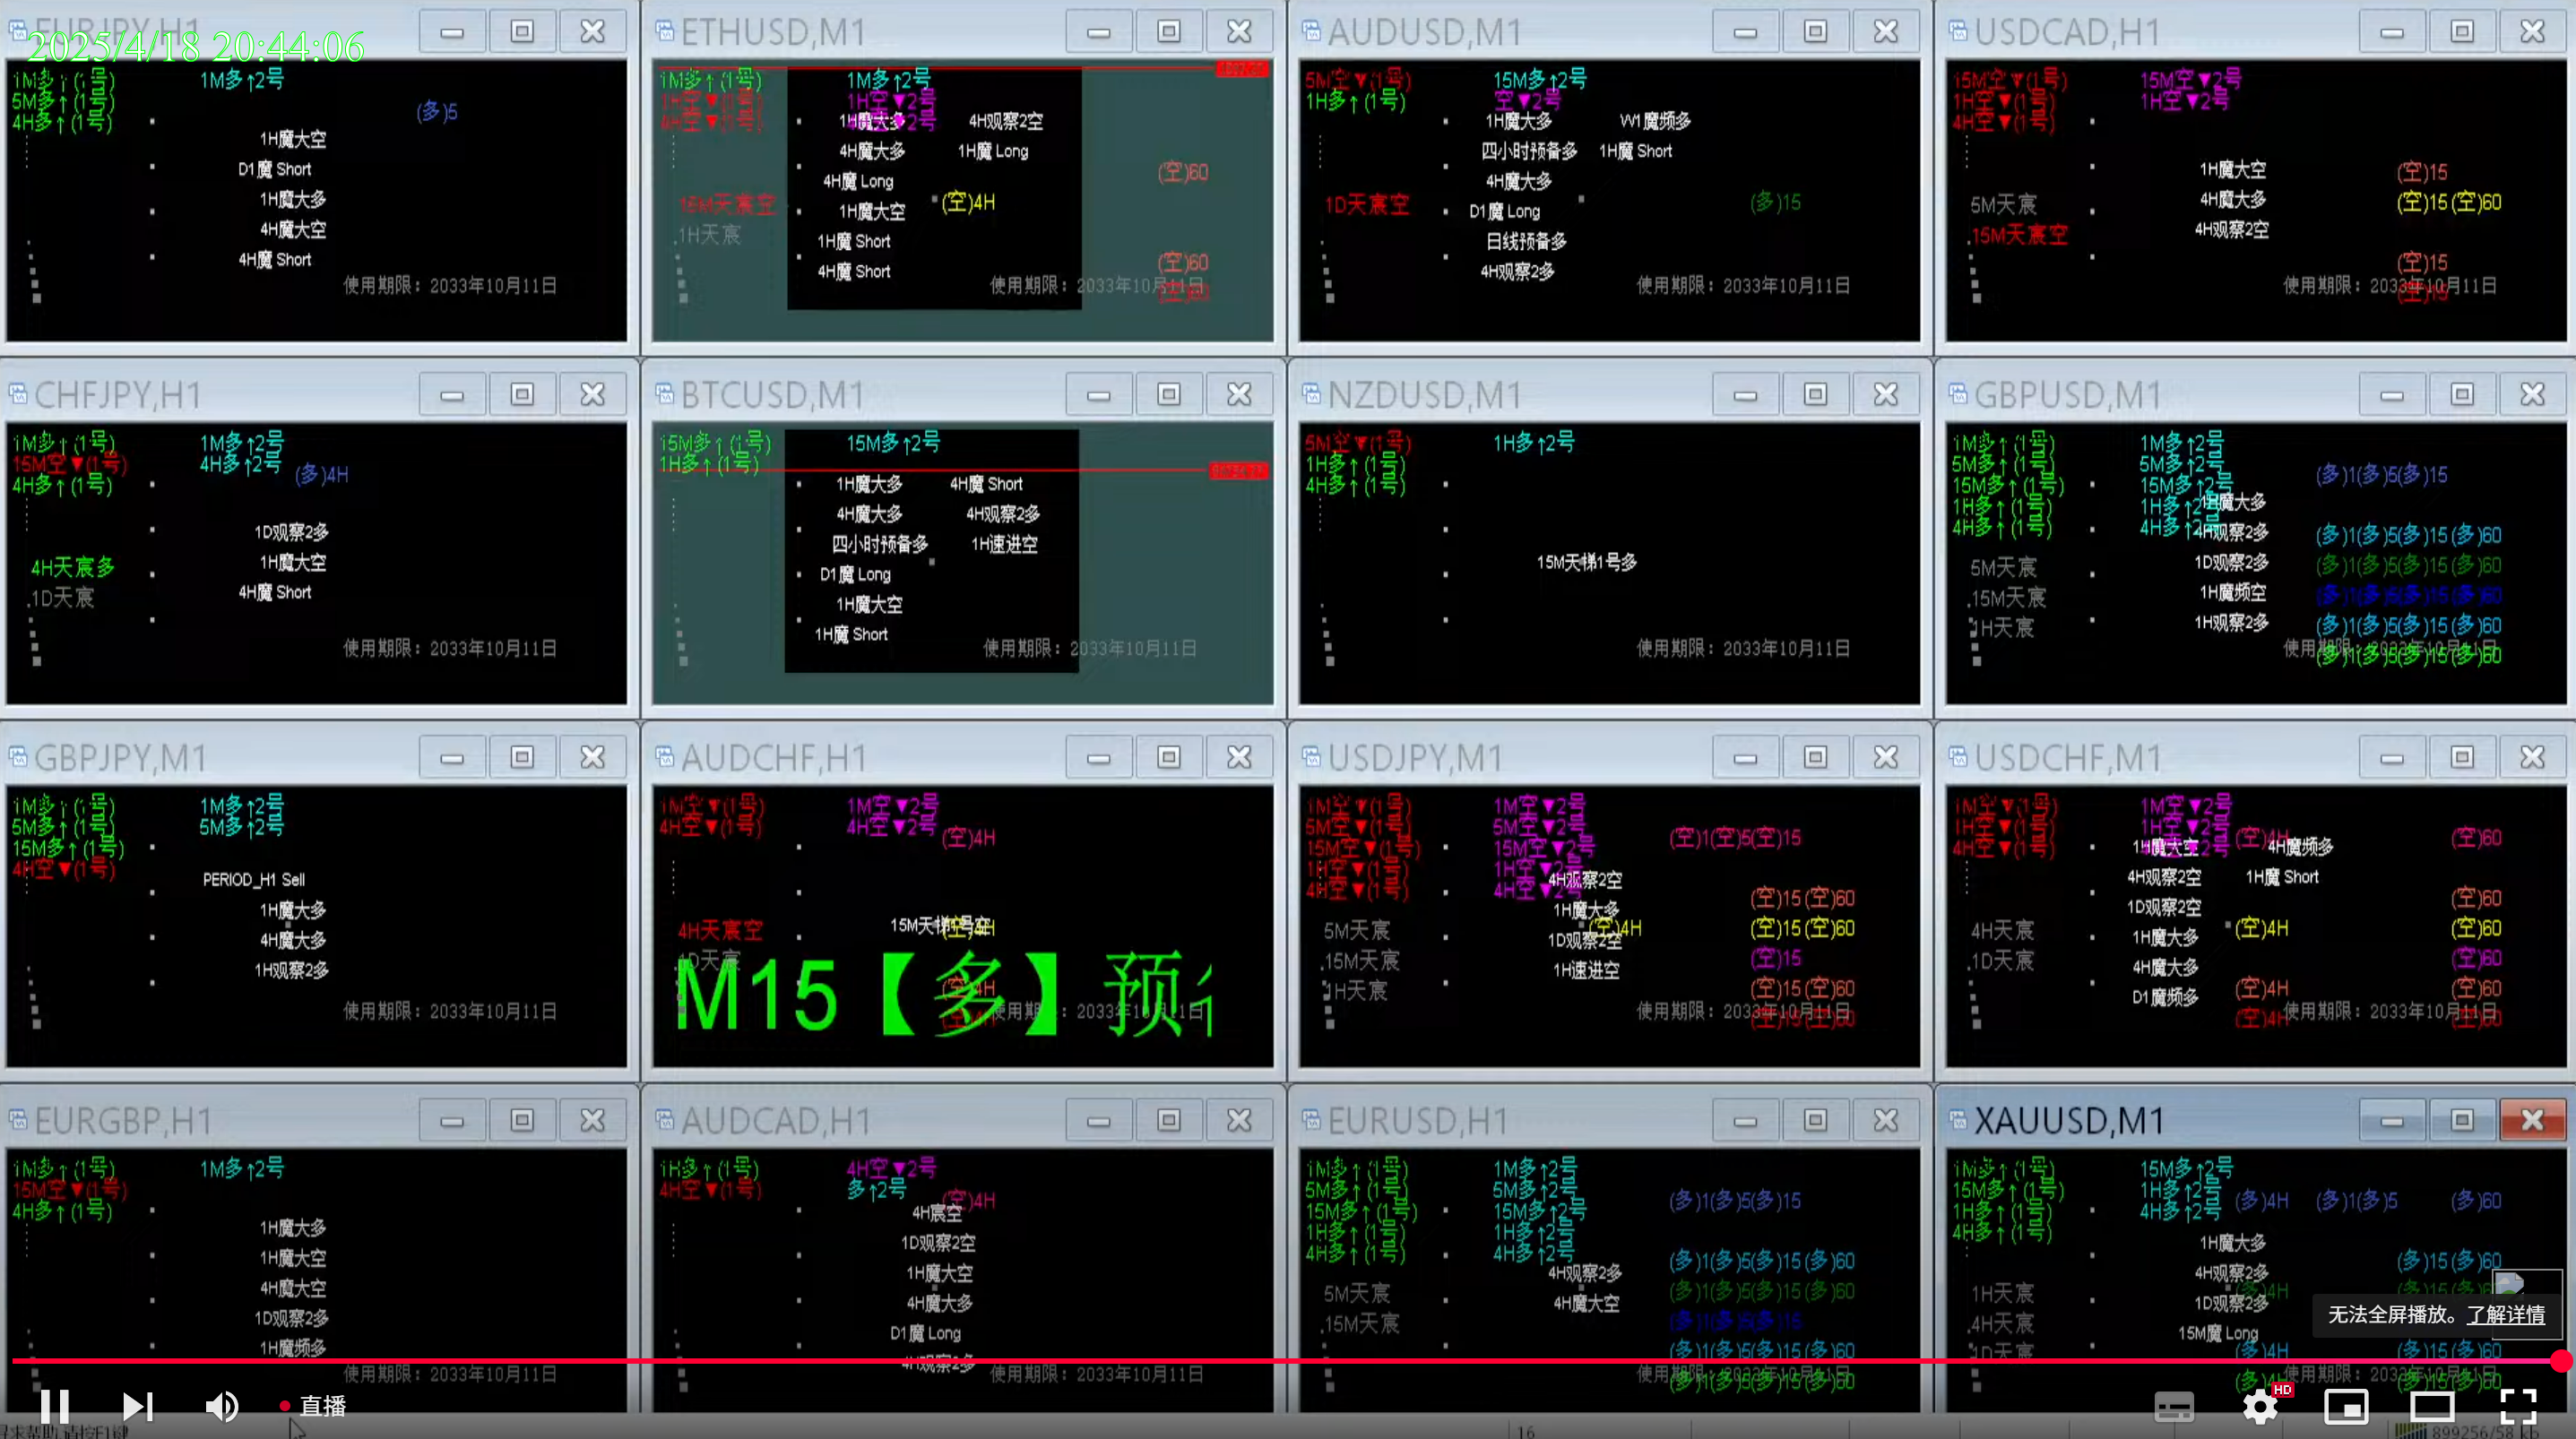 EURJPY,H1
2025/4/18 20:44:06
1M多↑(1号)
1M多↑2号
5M多↑(1号)
4H多↑(1号)
(多)5
1H魔大空
D1魔 Short
1H魔大多
4H魔大空
4H魔 Short
使用期限：2033年10月11日
ETHUSD,M1
1M多↑(1号)
1M多↑2号
1H空▼(1号)
1H空▼2号
4H空▼(1号)
1H魔大多
4H观察2空
4H魔大多
1H魔 Long
(空)60
4H魔 Long
15M天宸空
1H魔大空
(空)4H
.1H天宸
1H魔 Short
(空)60
4H魔 Short
使用期限：2033年10月11日
(空)60
AUDUSD,M1
5M空▼(1号)
15M多↑2号
1H多↑(1号)
空▼2号
1H魔大多
W1魔频多
四小时预备多
1H魔 Short
4H魔大多
1D天宸空
D1魔 Long
(多)15
日线预备多
4H观察2多
使用期限：2033年10月11日
USDCAD,H1
15M空▼(1号)
15M空▼2号
1H空▼(1号)
1H空▼2号
4H空▼(1号)
1H魔大空
(空)15
4H魔大多
(空)15(空)60
5M天宸
.15M天宸空
4H观察2空
(空)15
使用期限：2033年10月11日
(空)15
CHFJPY,H1
1M多↑(1号)
1M多↑2号
15M空▼(1号)
4H多↑2号
4H多↑(1号)
(多)4H
1D观察2多
4H天宸多
1H魔大空
.1D天宸
4H魔 Short
使用期限：2033年10月11日
BTCUSD,M1
15M多↑(1号)
15M多↑2号
1H多↑(1号)
1H魔大多
4H魔 Short
4H魔大多
4H观察2多
四小时预备多
1H速进空
D1魔 Long
1H魔大空
1H魔 Short
使用期限：2033年10月11日
NZDUSD,M1
5M空▼(1号)
1H多↑2号
1H多↑(1号)
4H多↑(1号)
15M天梯1号多
使用期限：2033年10月11日
GBPUSD,M1
1M多↑(1号)
1M多↑2号
5M多↑(1号)
5M多↑2号
15M多↑(1号)
15M多↑2号
1H多↑(1号)
1H多↑2号
4H多↑(1号)
4H多↑2号
(多)1(多)5(多)15
1H魔大多
4H观察2多
(多)1(多)5(多)15(多)60
5M天宸
1D观察2多
(多)1(多)5(多)15(多)60
.15M天宸
1H魔频空
(多)1(多)5(多)15(多)60
1H天宸
1H观察2多
(多)1(多)5(多)15(多)60
使用期限：2033年10月11日
(多)1(多)5(多)15(多)60
GBPJPY,M1
1M多↑(1号)
1M多↑2号
5M多↑(1号)
5M多↑2号
15M多↑(1号)
4H空▼(1号)
PERIOD_H1 Sell
1H魔大多
4H魔大多
1H观察2多
使用期限：2033年10月11日
AUDCHF,H1
1M空▼(1号)
1M空▼2号
4H空▼(1号)
4H空▼2号
(空)4H
15M天梯1号空
(空)4H
4H天宸空
.1D天宸
M15【多】预
(空)4H
使用期限：2033年10月11日
(空)4H
USDJPY,M1
1M空▼(1号)
1M空▼2号
5M空▼(1号)
5M空▼2号
15M空▼(1号)
15M空▼2号
1H空▼(1号)
1H空▼2号
4H空▼(1号)
4H空▼2号
(空)1(空)5(空)15
4H观察2空
1H魔大多
(空)15(空)60
5M天宸
(空)4H
(空)15(空)60
1D观察2空
.15M天宸
1H速进空
(空)15
1H天宸
(空)15(空)60
使用期限：2033年10月11日
(空)15(空)60
USDCHF,M1
1M空▼(1号)
1M空▼2号
1H空▼(1号)
1H空▼2号
4H空▼(1号)
(空)4H
(空)60
1H魔大空
4H魔频多
4H观察2空
1H魔 Short
1D观察2空
(空)60
4H天宸
1H魔大多
(空)4H
(空)60
.1D天宸
4H魔大多
(空)60
D1魔频多
(空)4H
(空)60
使用期限：2033年10月11日
(空)4H
(空)60
EURGBP,H1
1M多↑(1号)
1M多↑2号
15M空▼(1号)
4H多↑(1号)
1H魔大多
1H魔大空
4H魔大空
1D观察2多
1H魔频多
使用期限：2033年10月11日
AUDCAD,H1
1H多↑(1号)
4H空▼2号
4H空▼(1号)
多↑2号
(空)4H
4H宸空
1D观察2空
1H魔大空
4H魔大多
D1魔 Long
4H观察2多
使用期限：2033年10月11日
EURUSD,H1
1M多↑(1号)
1M多↑2号
5M多↑(1号)
5M多↑2号
15M多↑(1号)
15M多↑2号
1H多↑(1号)
1H多↑2号
4H多↑(1号)
4H多↑2号
(多)1(多)5(多)15
(多)1(多)5(多)15(多)60
4H观察2多
5M天宸
4H魔大空
(多)1(多)5(多)15(多)60
.15M天宸
(多)1(多)5(多)15
(多)1(多)5(多)15(多)60
使用期限：2033年10月11日
(多)1(多)5(多)15(多)60
XAUUSD,M1
1M多↑(1号)
15M多↑2号
15M多↑(1号)
1H多↑2号
1H多↑(1号)
4H多↑2号
4H多↑(1号)
(多)4H
(多)1(多)5
(多)60
1H魔大多
4H观察2多
(多)15(多)60
1H天宸
(多)4H
1D观察2多
.4H天宸
15M魔 Long
1D天宸
(多)4H
(多)15(多)60
使用期限：2033年10月11日
无法全屏播放。了解详情
直播
HD
16
899256/58 kb